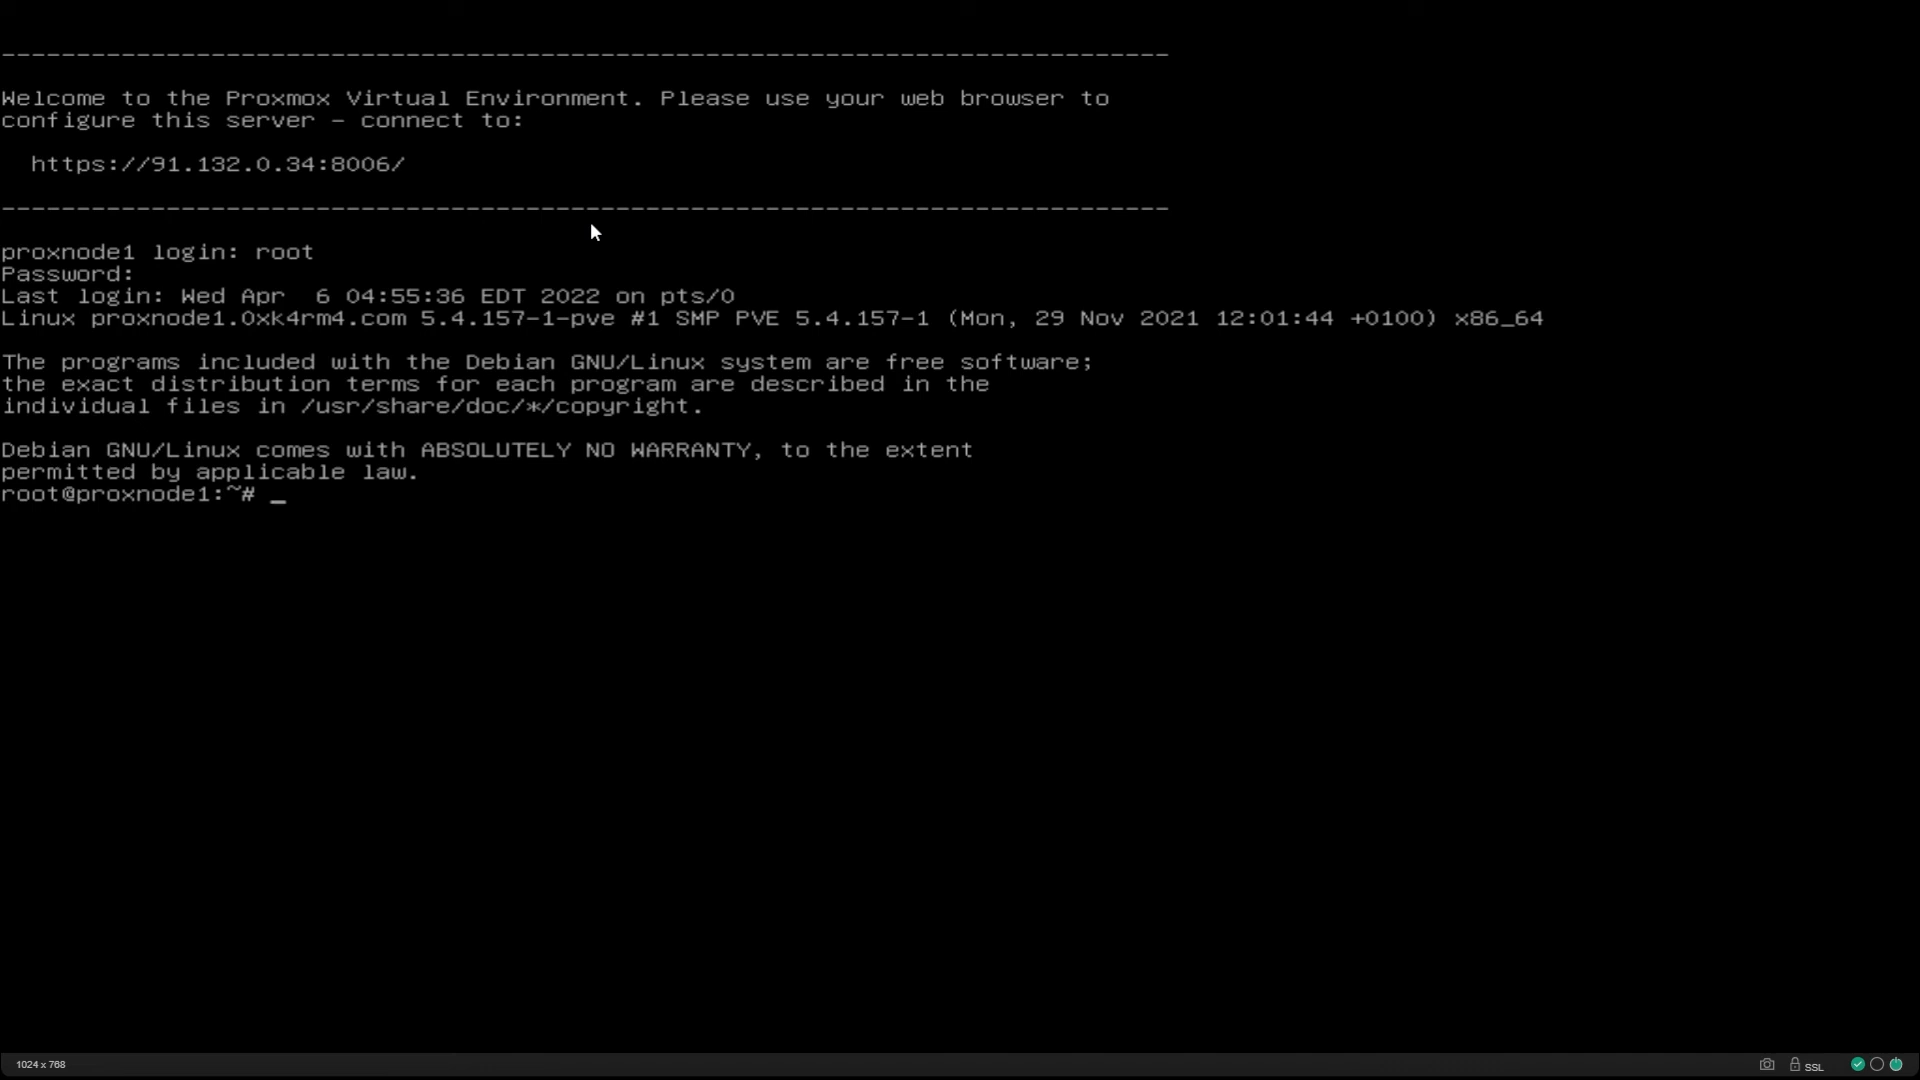 ------------------------------------------------------------------------------
Welcome to the Proxmox Virtual Environment. Please use your web browser to
configure this server - connect to:
https://91.132.0.34:8006/
------------------------------------------------------------------------------
proxnode1 login: root
Password:
Last login: Wed Apr  6 04:55:36 EDT 2022 on pts/0
Linux proxnode1.0xk4rm4.com 5.4.157-1-pve #1 SMP PVE 5.4.157-1 (Mon, 29 Nov 2021 12:01:44 +0100) x86_64
The programs included with the Debian GNU/Linux system are free software;
the exact distribution terms for each program are described in the
individual files in /usr/share/doc/*/copyright.
Debian GNU/Linux comes with ABSOLUTELY NO WARRANTY, to the extent
permitted by applicable law.
root@proxnode1:~# _
1024 x 768 SSL